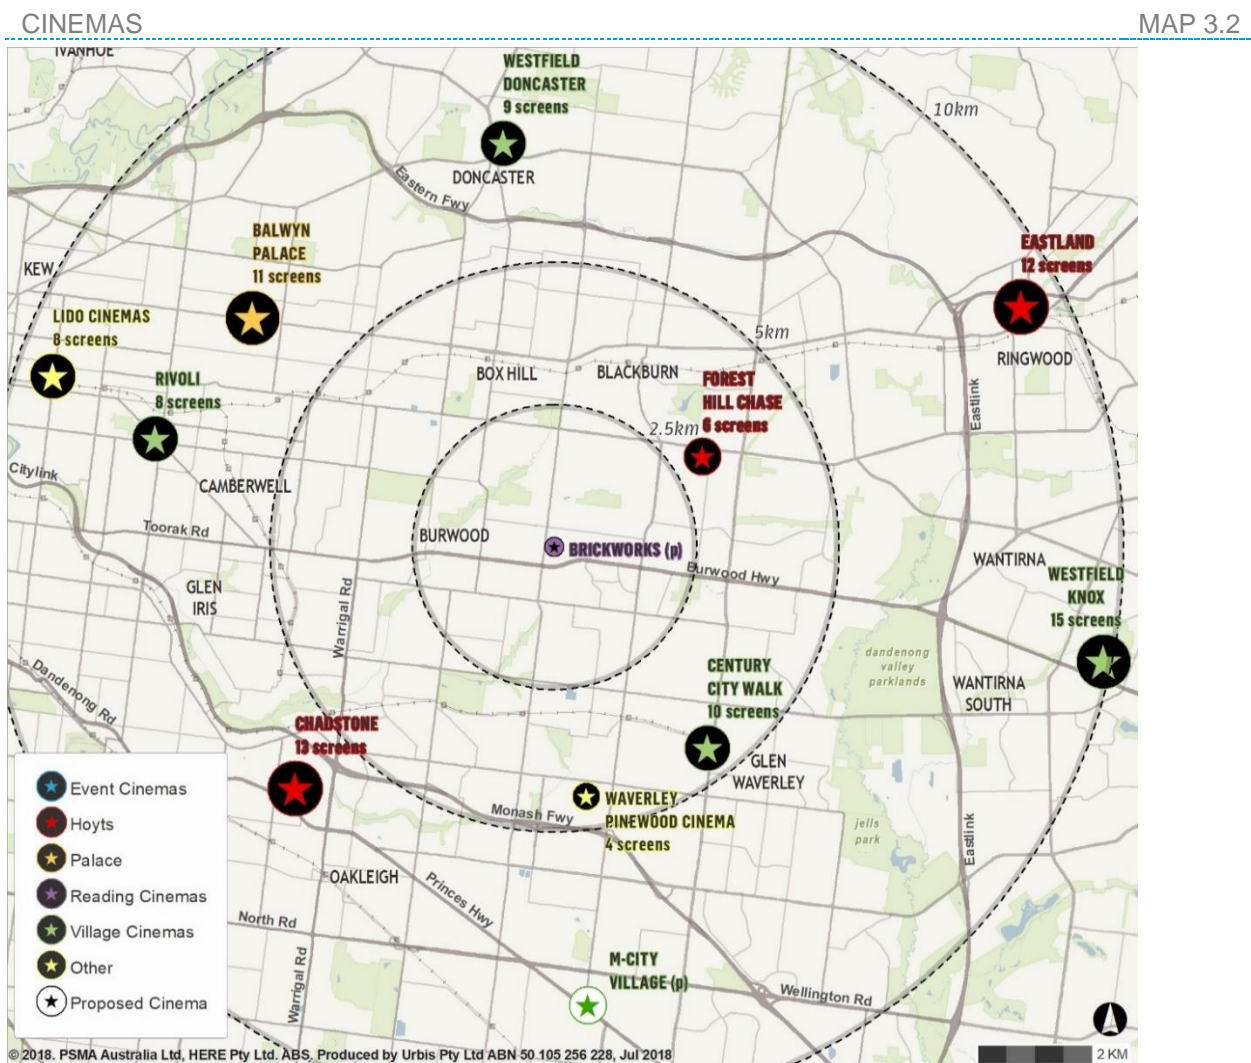 CINEMAS
MAP 3.2
IVANHOE
WESTFIELD
DONCASTER
9 screens
10km
DONCASTER
Eastern Fwy
BALWYN
PALACE
11 screens
EASTLAND
12 screens
KEW
LIDO CINEMAS
8 screens
5km
RINGWOOD
RIVOLI
8 screens
BOX HILL
BLACKBURN
FOREST
HILL CHASE
6 screens
2.5km
Eastlink
Citylink
CAMBERWELL
Toorak Rd
BURWOOD
BRICKWORKS (p)
Burwood Hwy
WANTIRNA
WESTFIELD
KNOX
15 screens
GLEN
IRIS
Warrigal Rd
dandenong
valley
parklands
CENTURY
CITY WALK
10 screens
WANTIRNA
SOUTH
Dandenong Rd
CHADSTONE
13 screens
GLEN
WAVERLEY
WAVERLEY
PINEWOOD CINEMA
4 screens
Monash Fwy
jells
park
Eastlink
OAKLEIGH
Princes Hwy
North Rd
Warrigal Rd
M-CITY
VILLAGE (p)
Wellington Rd
Event Cinemas
Hoyts
Palace
Reading Cinemas
Village Cinemas
Other
Proposed Cinema
© 2018. PSMA Australia Ltd, HERE Pty Ltd. ABS, Produced by Urbis Pty Ltd ABN 50 105 256 228, Jul 2018
2 KM